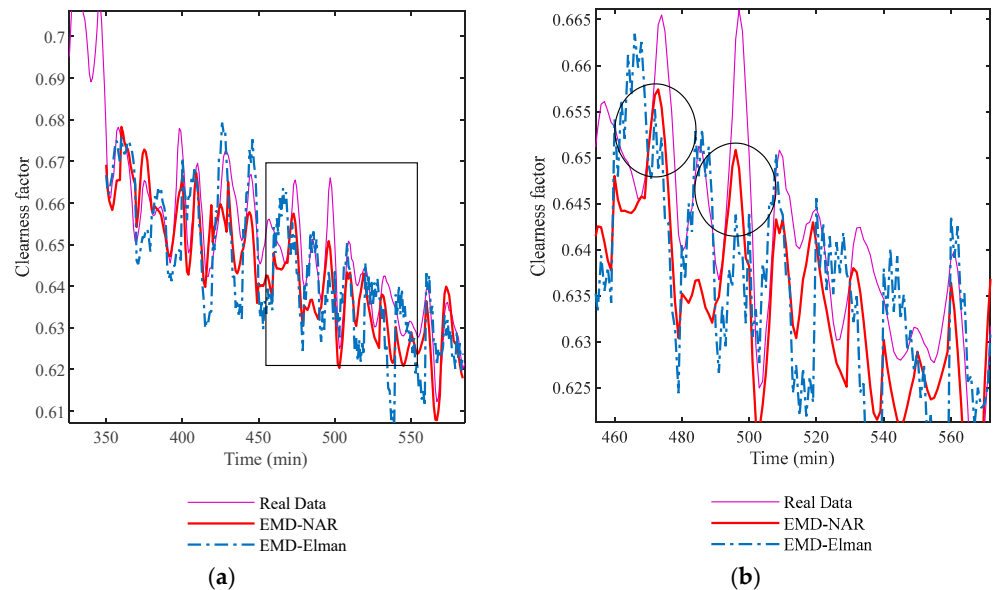 0.7
0.69
0.68
0.67
0.66
0.65
0.64
0.63
0.62
0.61
Clearness factor
350 400 450 500 550
Time (min)
Real Data
EMD-NAR
EMD-Elman
(a)
0.665
0.66
0.655
0.65
0.645
0.64
0.635
0.63
0.625
Clearness factor
460 480 500 520 540 560
Time (min)
Real Data
EMD-NAR
EMD-Elman
(b)